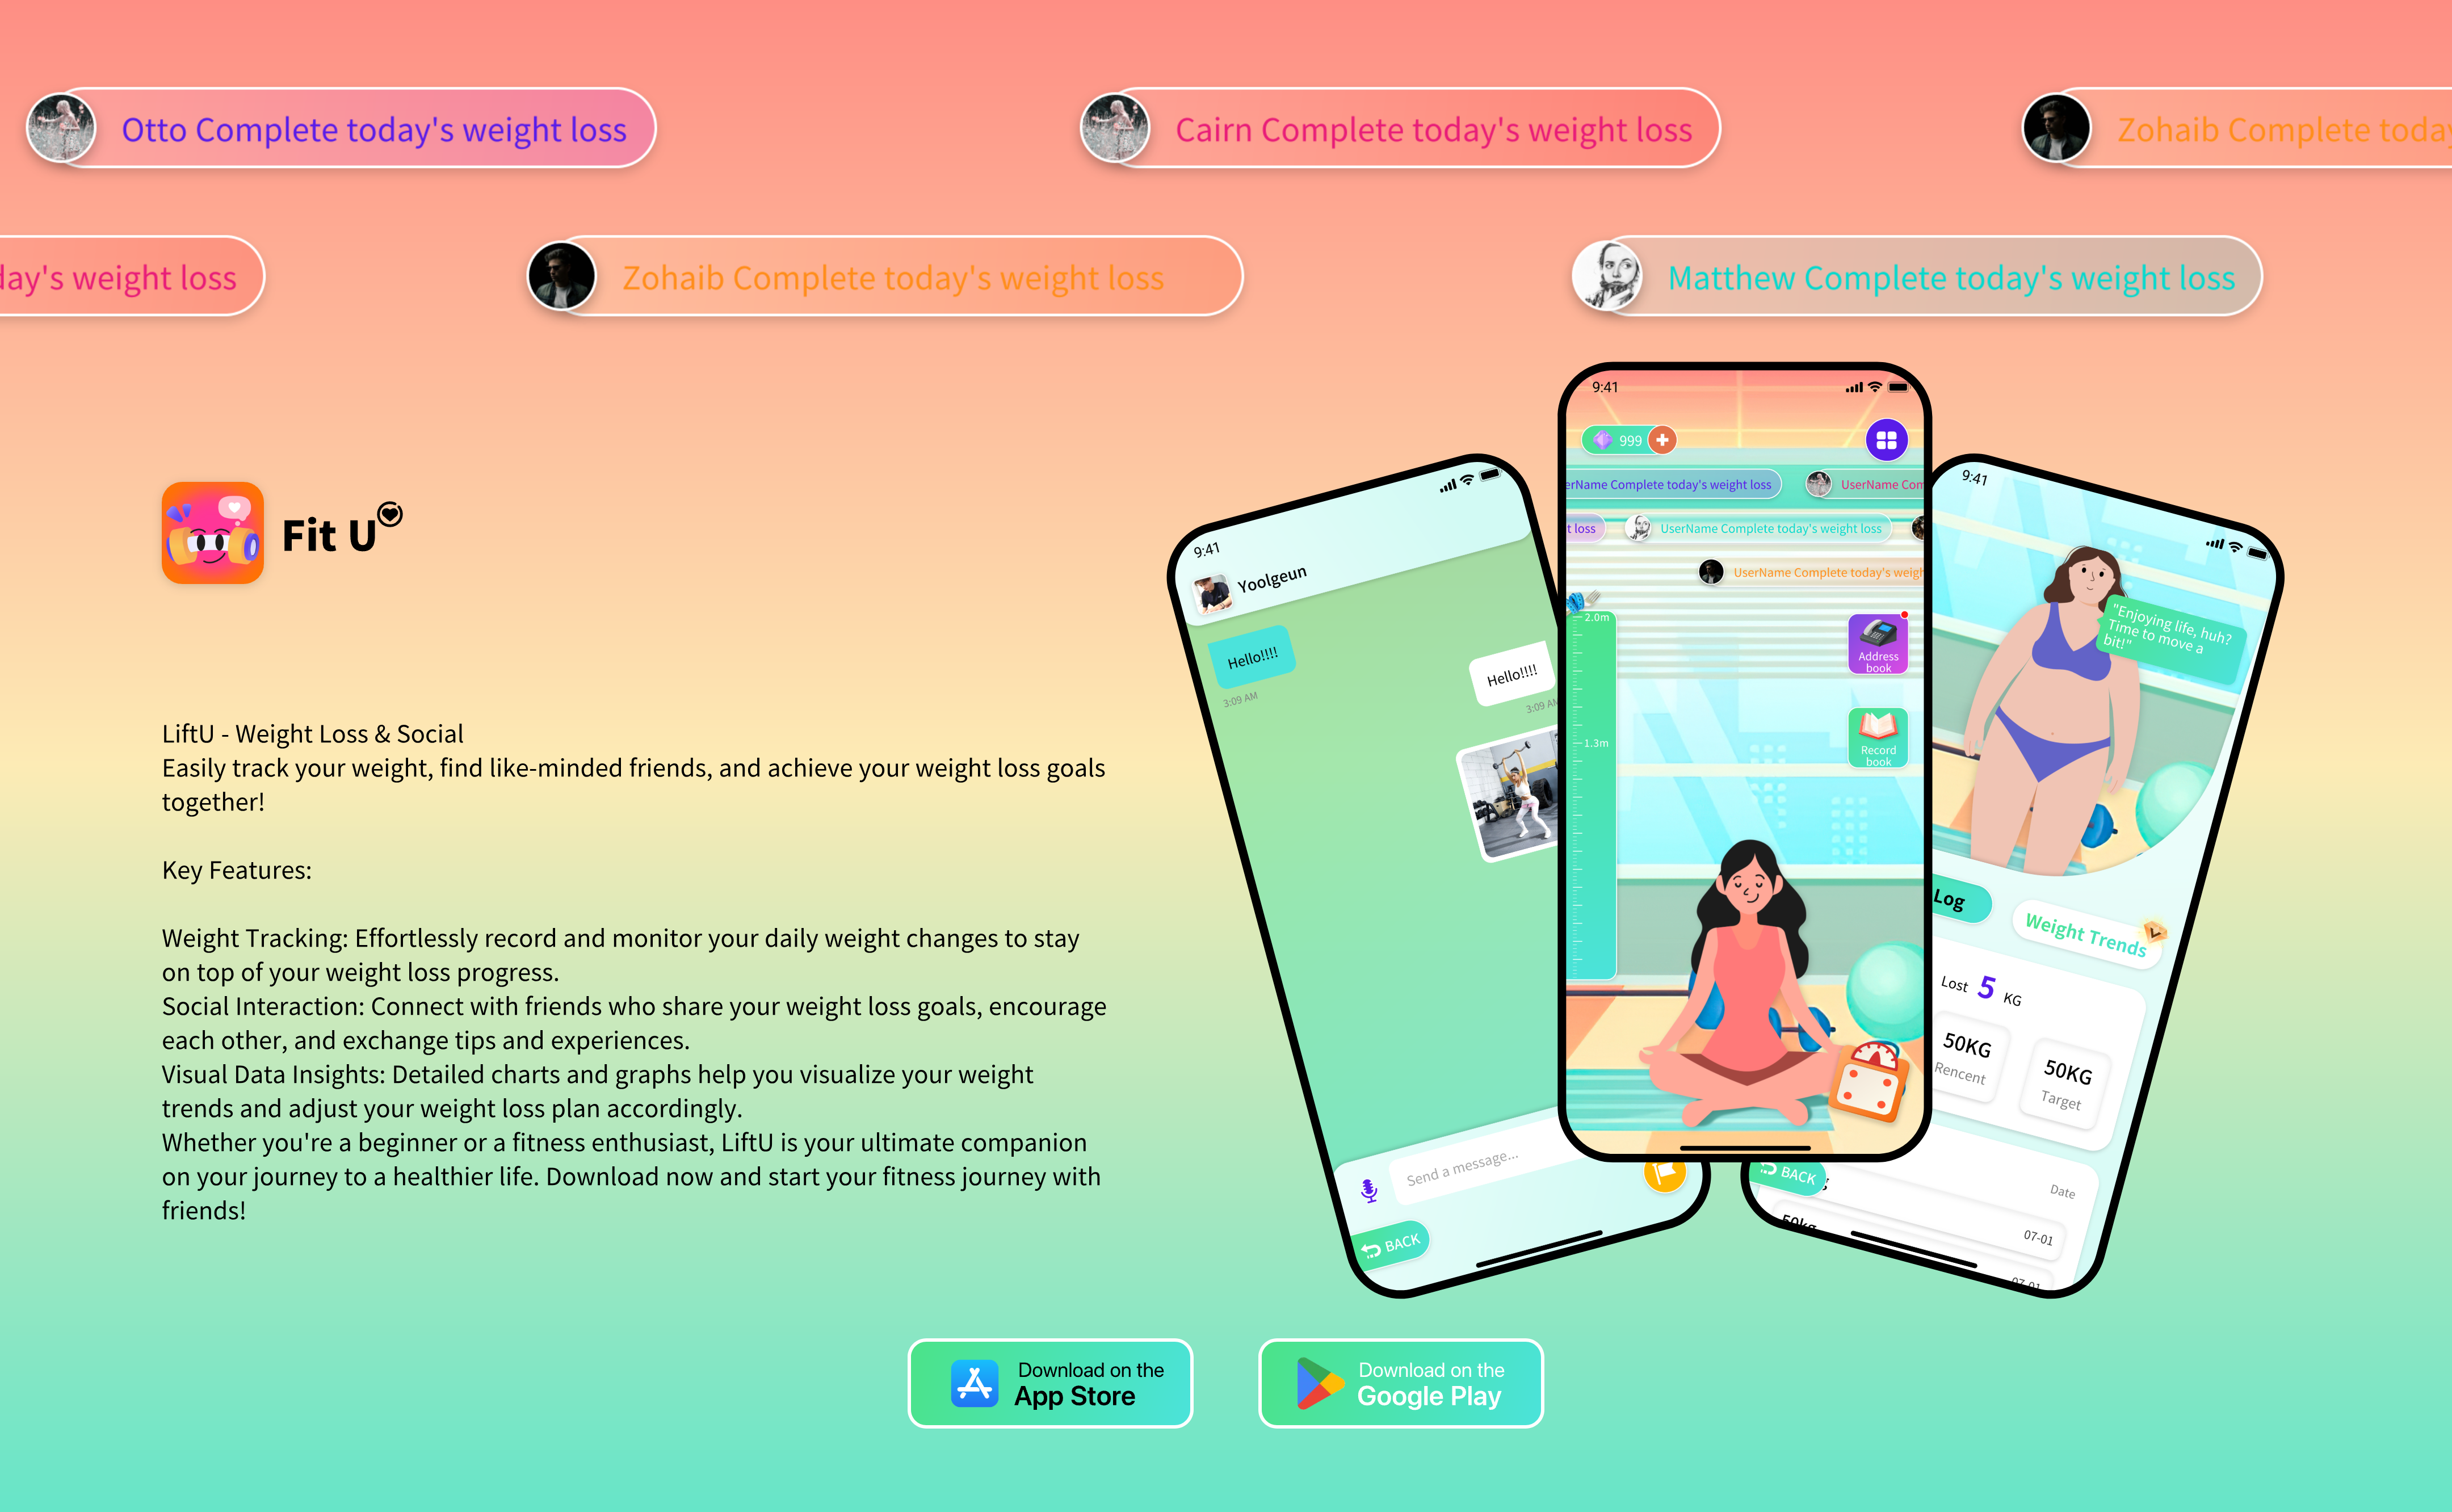 Otto Complete today's weight loss
Cairn Complete today's weight loss
Zohaib Complete today
day's weight loss
Zohaib Complete today's weight loss
Matthew Complete today's weight loss
Fit U
LiftU - Weight Loss & Social
Easily track your weight, find like-minded friends, and achieve your weight loss goals
together!
Key Features:
Weight Tracking: Effortlessly record and monitor your daily weight changes to stay
on top of your weight loss progress.
Social Interaction: Connect with friends who share your weight loss goals, encourage
each other, and exchange tips and experiences.
Visual Data Insights: Detailed charts and graphs help you visualize your weight
trends and adjust your weight loss plan accordingly.
Whether you're a beginner or a fitness enthusiast, LiftU is your ultimate companion
on your journey to a healthier life. Download now and start your fitness journey with
friends!
9:41
Yoolgeun
Hello!!!!
3:09 AM
Hello!!!!
3:09 AM
Send a message...
BACK
9:41
999
erName Complete today's weight loss
UserName Com
t loss
UserName Complete today's weight loss
UserName Complete today's weigh
2.0m
1.3m
Address
book
Record
book
9:41
"Enjoying life, huh?
Time to move a
bit!"
Log
Weight Trends
Lost 5 KG
50KG
Rencent
50KG
Target
BACK
Date
07-01
50kg
07-01
Download on the
App Store
Download on the
Google Play